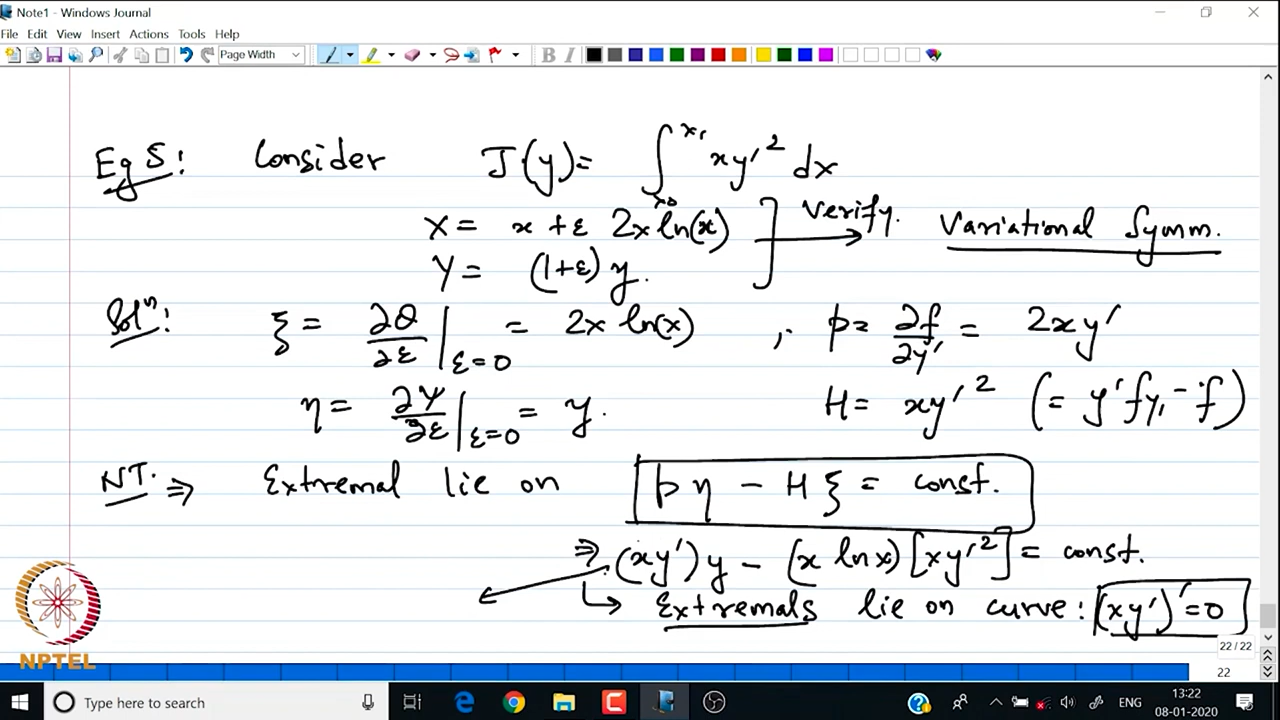 Note1 - Windows Journal
File Edit View Insert Actions Tools Help
Page Width
Eg 5: Consider J(y)= ∫_{x0}^{x1} xy'^2 dx
X = x + ε 2x ln(x) ] Verify. → Variational Symm.
Y = (1+ε) y.
Sol^n: ξ = ∂θ/∂ε |_{ε=0} = 2x ln(x) , p = ∂f/∂y' = 2xy'
η = ∂Ψ/∂ε |_{ε=0} = y. H = xy'^2 (= y'f_{y'} - f)
NT. ⇒ Extremal lie on pη - Hξ = const.
⇒ (xy')y - (x ln x)[xy'^2] = const.
↳ Extremals lie on curve: (xy')' = 0
NPTEL
22 / 22
22
Type here to search
ENG
13:22
08-01-2020